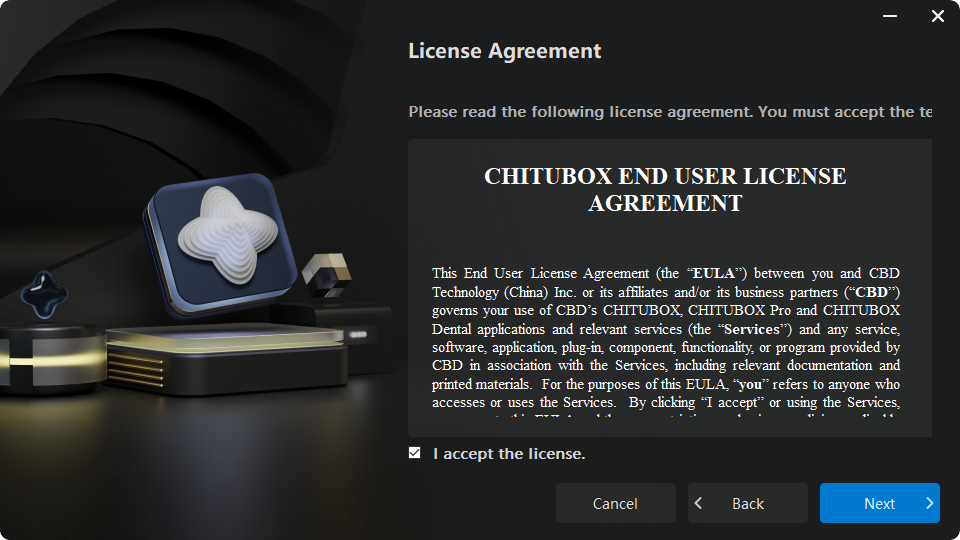 License Agreement
Please read the following license agreement. You must accept the te
CHITUBOX END USER LICENSE
AGREEMENT
This End User License Agreement (the “EULA”) between you and CBD
Technology (China) Inc. or its affiliates and/or its business partners (“CBD”)
governs your use of CBD’s CHITUBOX, CHITUBOX Pro and CHITUBOX
Dental applications and relevant services (the “Services”) and any service,
software, application, plug-in, component, functionality, or program provided by
CBD in association with the Services, including relevant documentation and
printed materials. For the purposes of this EULA, “you” refers to anyone who
accesses or uses the Services. By clicking “I accept” or using the Services,
I accept the license.
Cancel
Back
Next